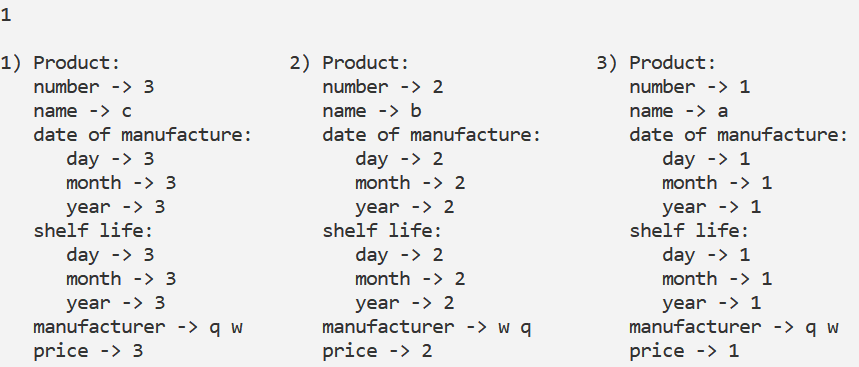 1
1) Product: 2) Product: 3) Product:
number -> 3 number -> 2 number -> 1
name -> c name -> b name -> a
date of manufacture: date of manufacture: date of manufacture:
day -> 3 day -> 2 day -> 1
month -> 3 month -> 2 month -> 1
year -> 3 year -> 2 year -> 1
shelf life: shelf life: shelf life:
day -> 3 day -> 2 day -> 1
month -> 3 month -> 2 month -> 1
year -> 3 year -> 2 year -> 1
manufacturer -> q w manufacturer -> w q manufacturer -> q w
price -> 3 price -> 2 price -> 1